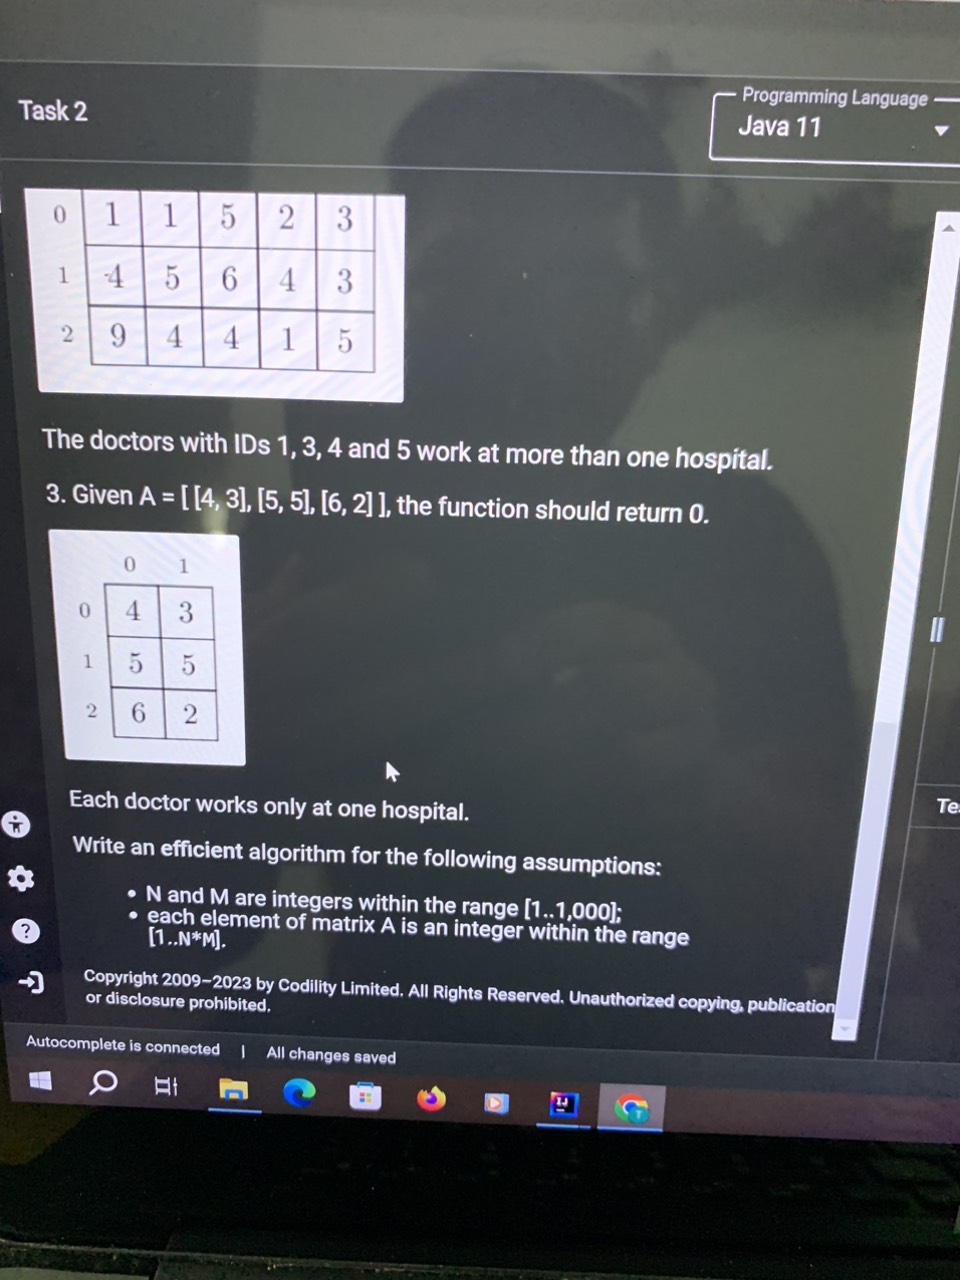 Task 2
Programming Language
Java 11
0 1 1 5 2 3
1 4 5 6 4 3
2 9 4 4 1 5
The doctors with IDs 1, 3, 4 and 5 work at more than one hospital.
3. Given A = [ [4, 3], [5, 5], [6, 2] ], the function should return 0.
0 1
0 4 3
1 5 5
2 6 2
Each doctor works only at one hospital.
Te
Write an efficient algorithm for the following assumptions:
• N and M are integers within the range [1..1,000];
• each element of matrix A is an integer within the range
[1..N*M].
Copyright 2009–2023 by Codility Limited. All Rights Reserved. Unauthorized copying, publication
or disclosure prohibited.
Autocomplete is connected | All changes saved
IJ
T